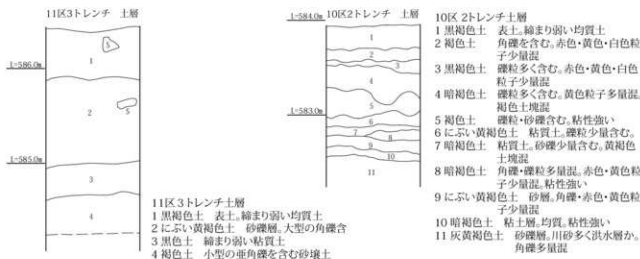 11区3トレンチ 土層
S
1
L=586.0m
2
S
L=585.0m
3
4
11区3トレンチ土層
1 黒褐色土 表土。締まり弱い均質土
2 にぶい黄褐色土 砂礫層。大型の角礫含
3 黒色土 締まり弱い粘質土
4 褐色土 小型の亜角礫を含む砂壌土
10区2トレンチ 土層
L=584.0m
1
2
3
4
L=583.0m
5
6
7
8
9
10
11
10区 2トレンチ土層
1 黒褐色土 表土。締まり弱い均質土
2 褐色土 角礫を含む。赤色・黄色・白色粒
子少量混
3 黒褐色土 礫粒多く含む。赤色・黄色・白色
粒子少量混
4 暗褐色土 礫粒多く含む。黄色粒子多量混。
褐色土塊混
5 褐色土 礫粒・砂礫含む。粘性強い
6 にぶい黄褐色土 粘質土。礫粒少量含む。
7 暗褐色土 粘質土。砂礫少量含む。黄褐色
土塊混
8 暗褐色土 角礫・礫粒多量混。赤色・黄色粒
子少量混。粘性強い
9 にぶい黄褐色土 砂層。角礫・赤色・黄色粒
子少量混
10 暗褐色土 粘土層。均質。粘性強い
11 灰黄褐色土 砂礫層。川砂多く洪水層か。
角礫多量混